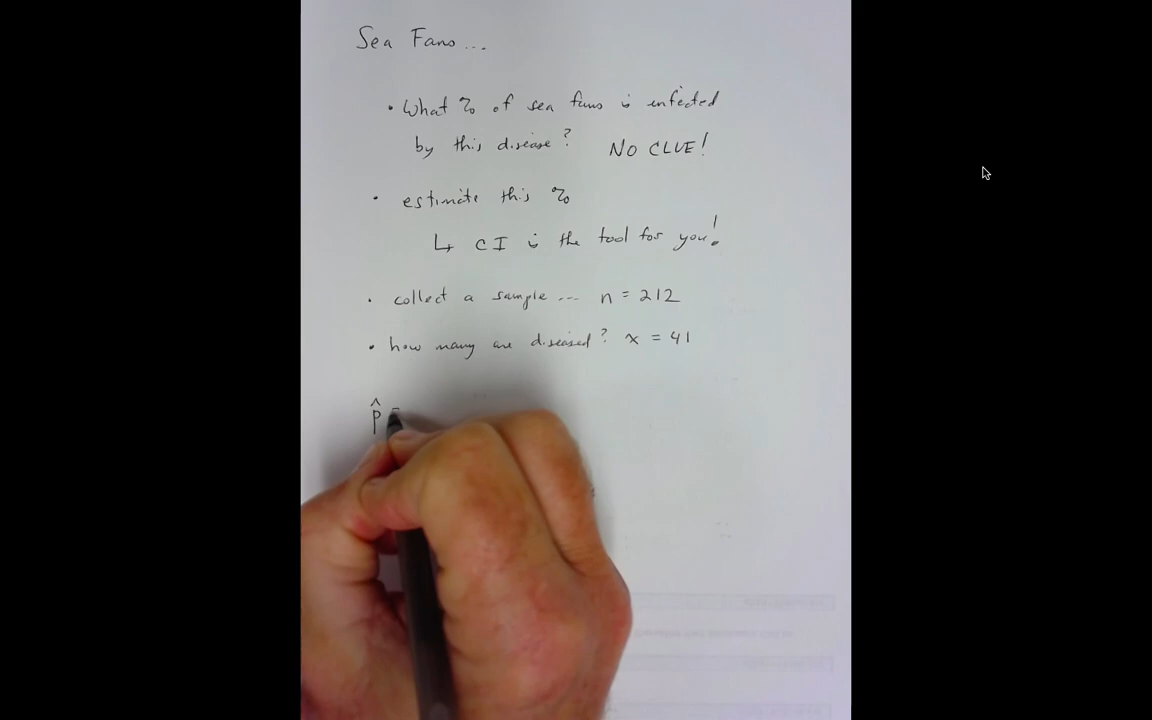 Sea Fans...
• What % of sea fans is infected
by this disease? NO CLUE!
• estimate this %
↳ CI is the tool for you!
• collect a sample... n = 212
• how many are diseased? x = 41
p̂ =